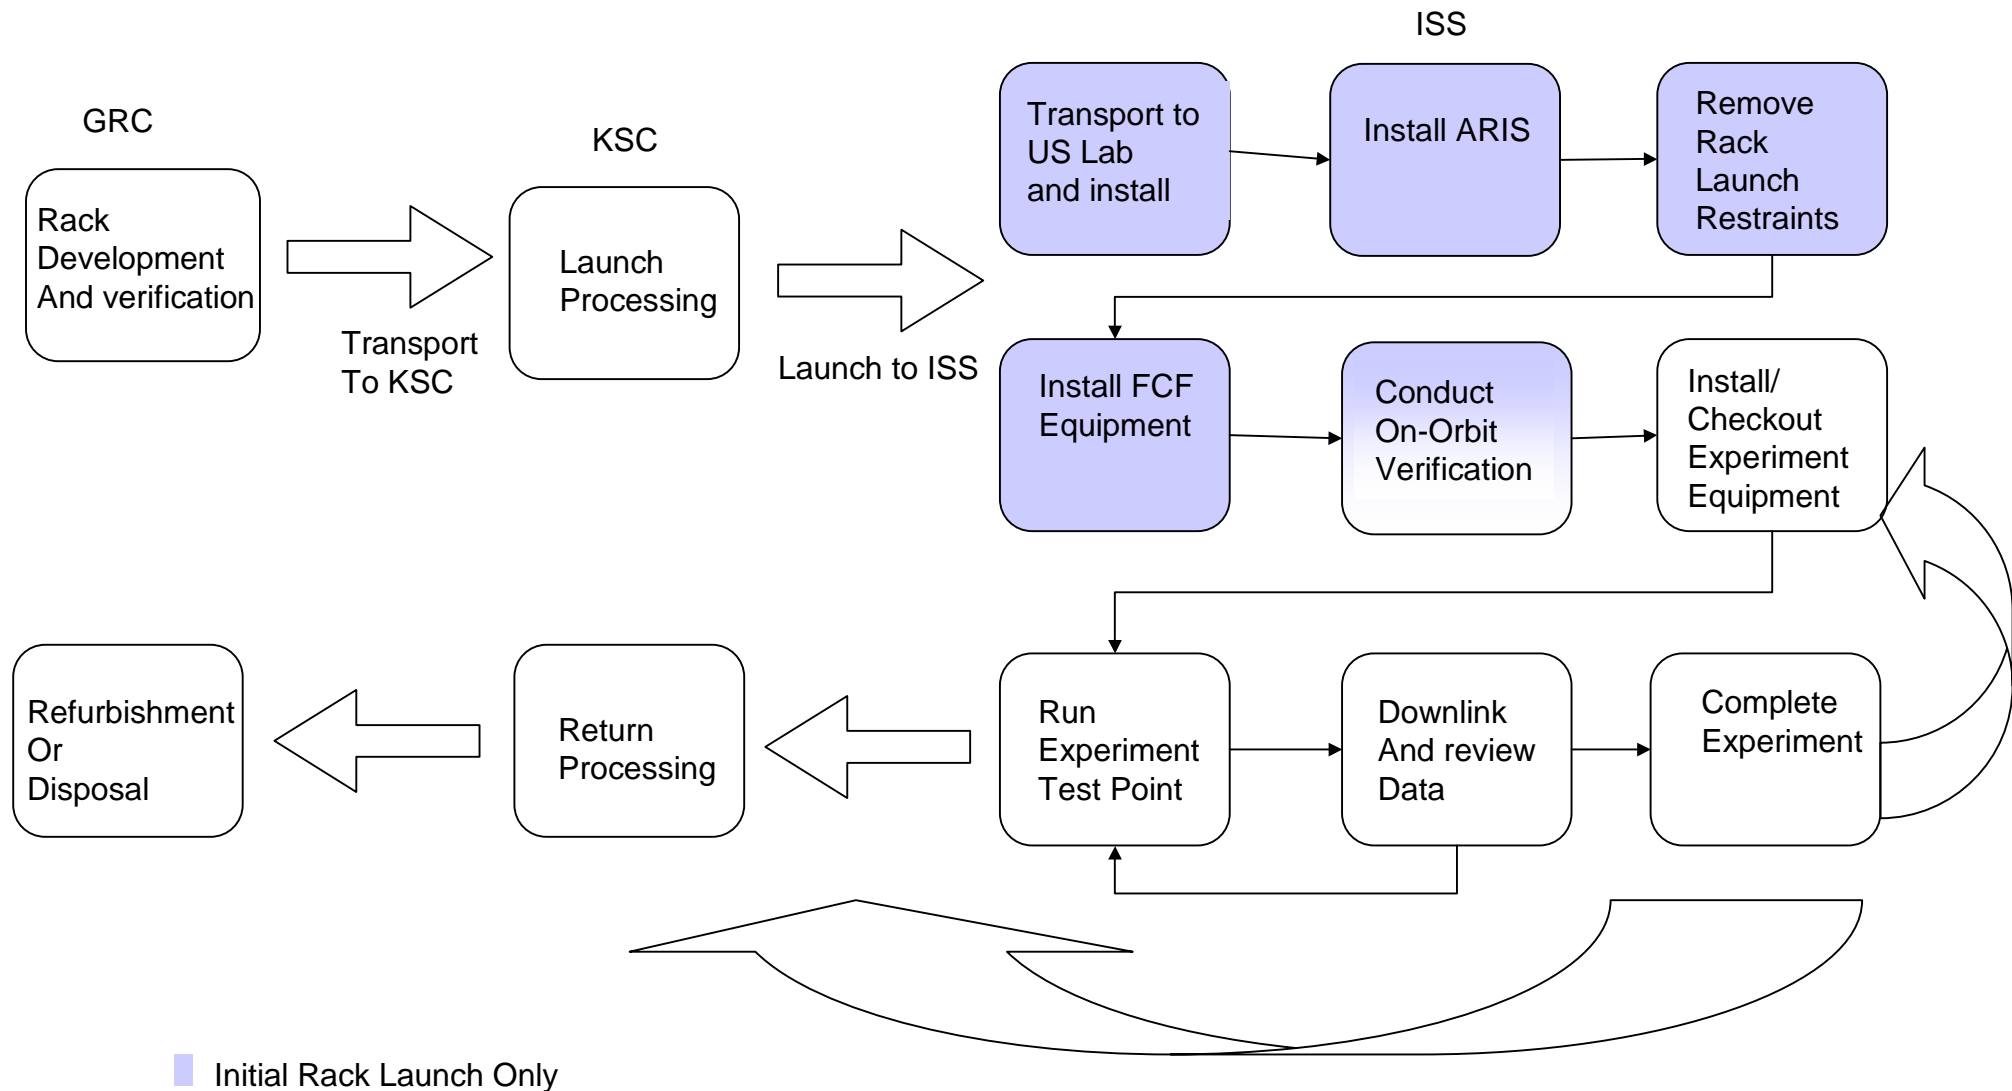 ISS
GRC
KSC
Rack
Development
And verification
Transport
To KSC
Launch
Processing
Launch to ISS
Transport to
US Lab
and install
Install ARIS
Remove
Rack
Launch
Restraints
Install FCF
Equipment
Conduct
On-Orbit
Verification
Install/
Checkout
Experiment
Equipment
Run
Experiment
Test Point
Downlink
And review
Data
Complete
Experiment
Return
Processing
Refurbishment
Or
Disposal
Initial Rack Launch Only